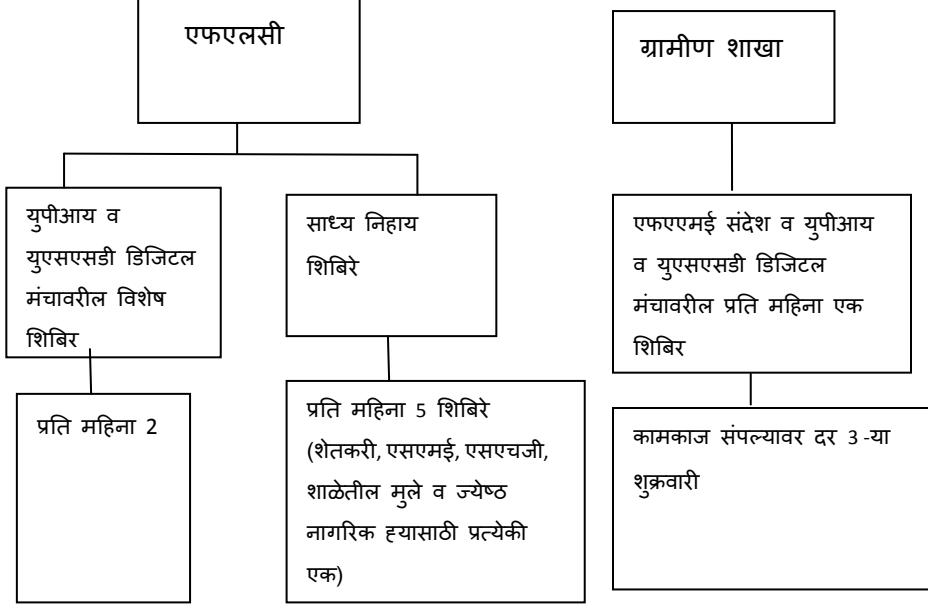 एफएलसी
ग्रामीण शाखा
युपीआय व
युएसएसडी डिजिटल
मंचावरील विशेष
शिबिर
साध्य निहाय
शिबिरे
एफएएमई संदेश व युपीआय
व युएसएसडी डिजिटल
मंचावरील प्रति महिना एक
शिबिर
प्रति महिना 2
प्रति महिना 5 शिबिरे
(शेतकरी, एसएमई, एसएचजी,
शाळेतील मुले व ज्येष्ठ
नागरिक ह्यासाठी प्रत्येकी
एक)
कामकाज संपल्यावर दर 3 -या
शुक्रवारी